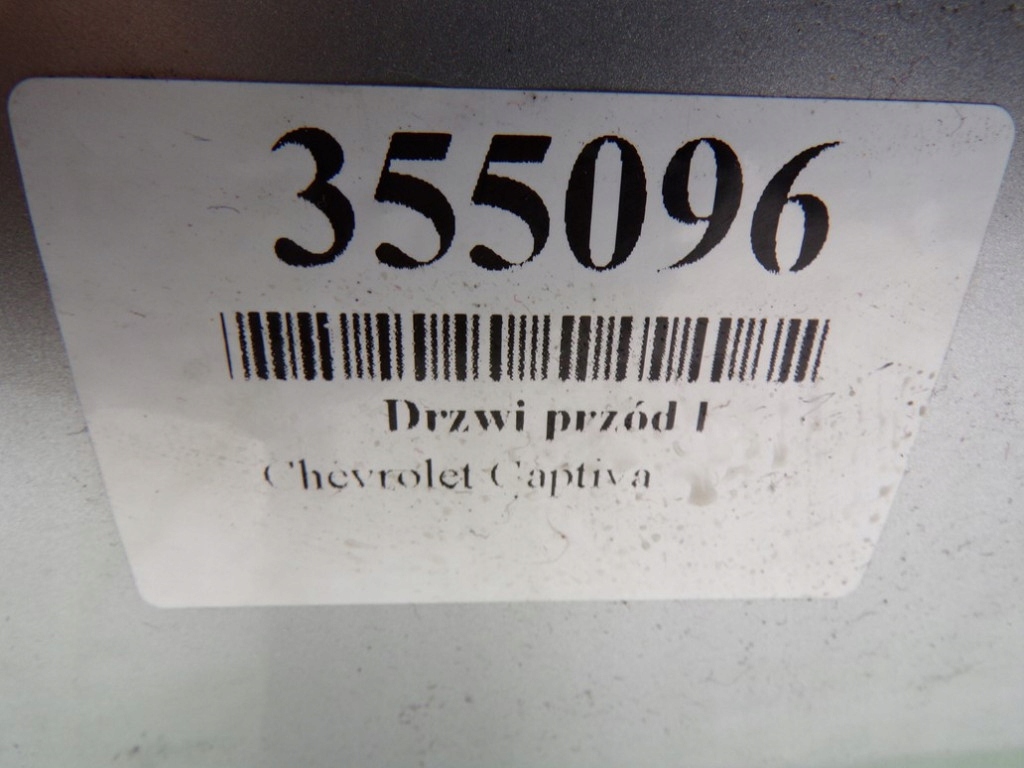 355096
Drzwi przód
Chevrolet Captiva